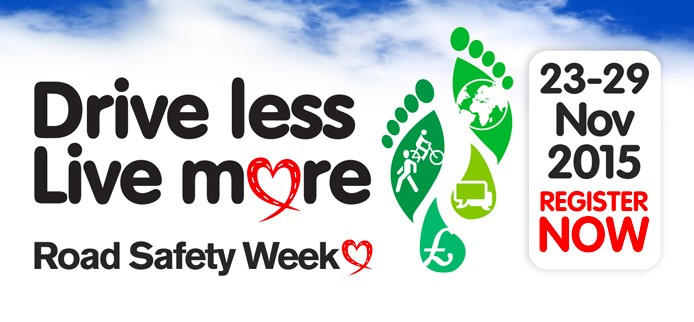 Drive less
Live more
Road Safety Week
£
23-29
Nov
2015
REGISTER
NOW